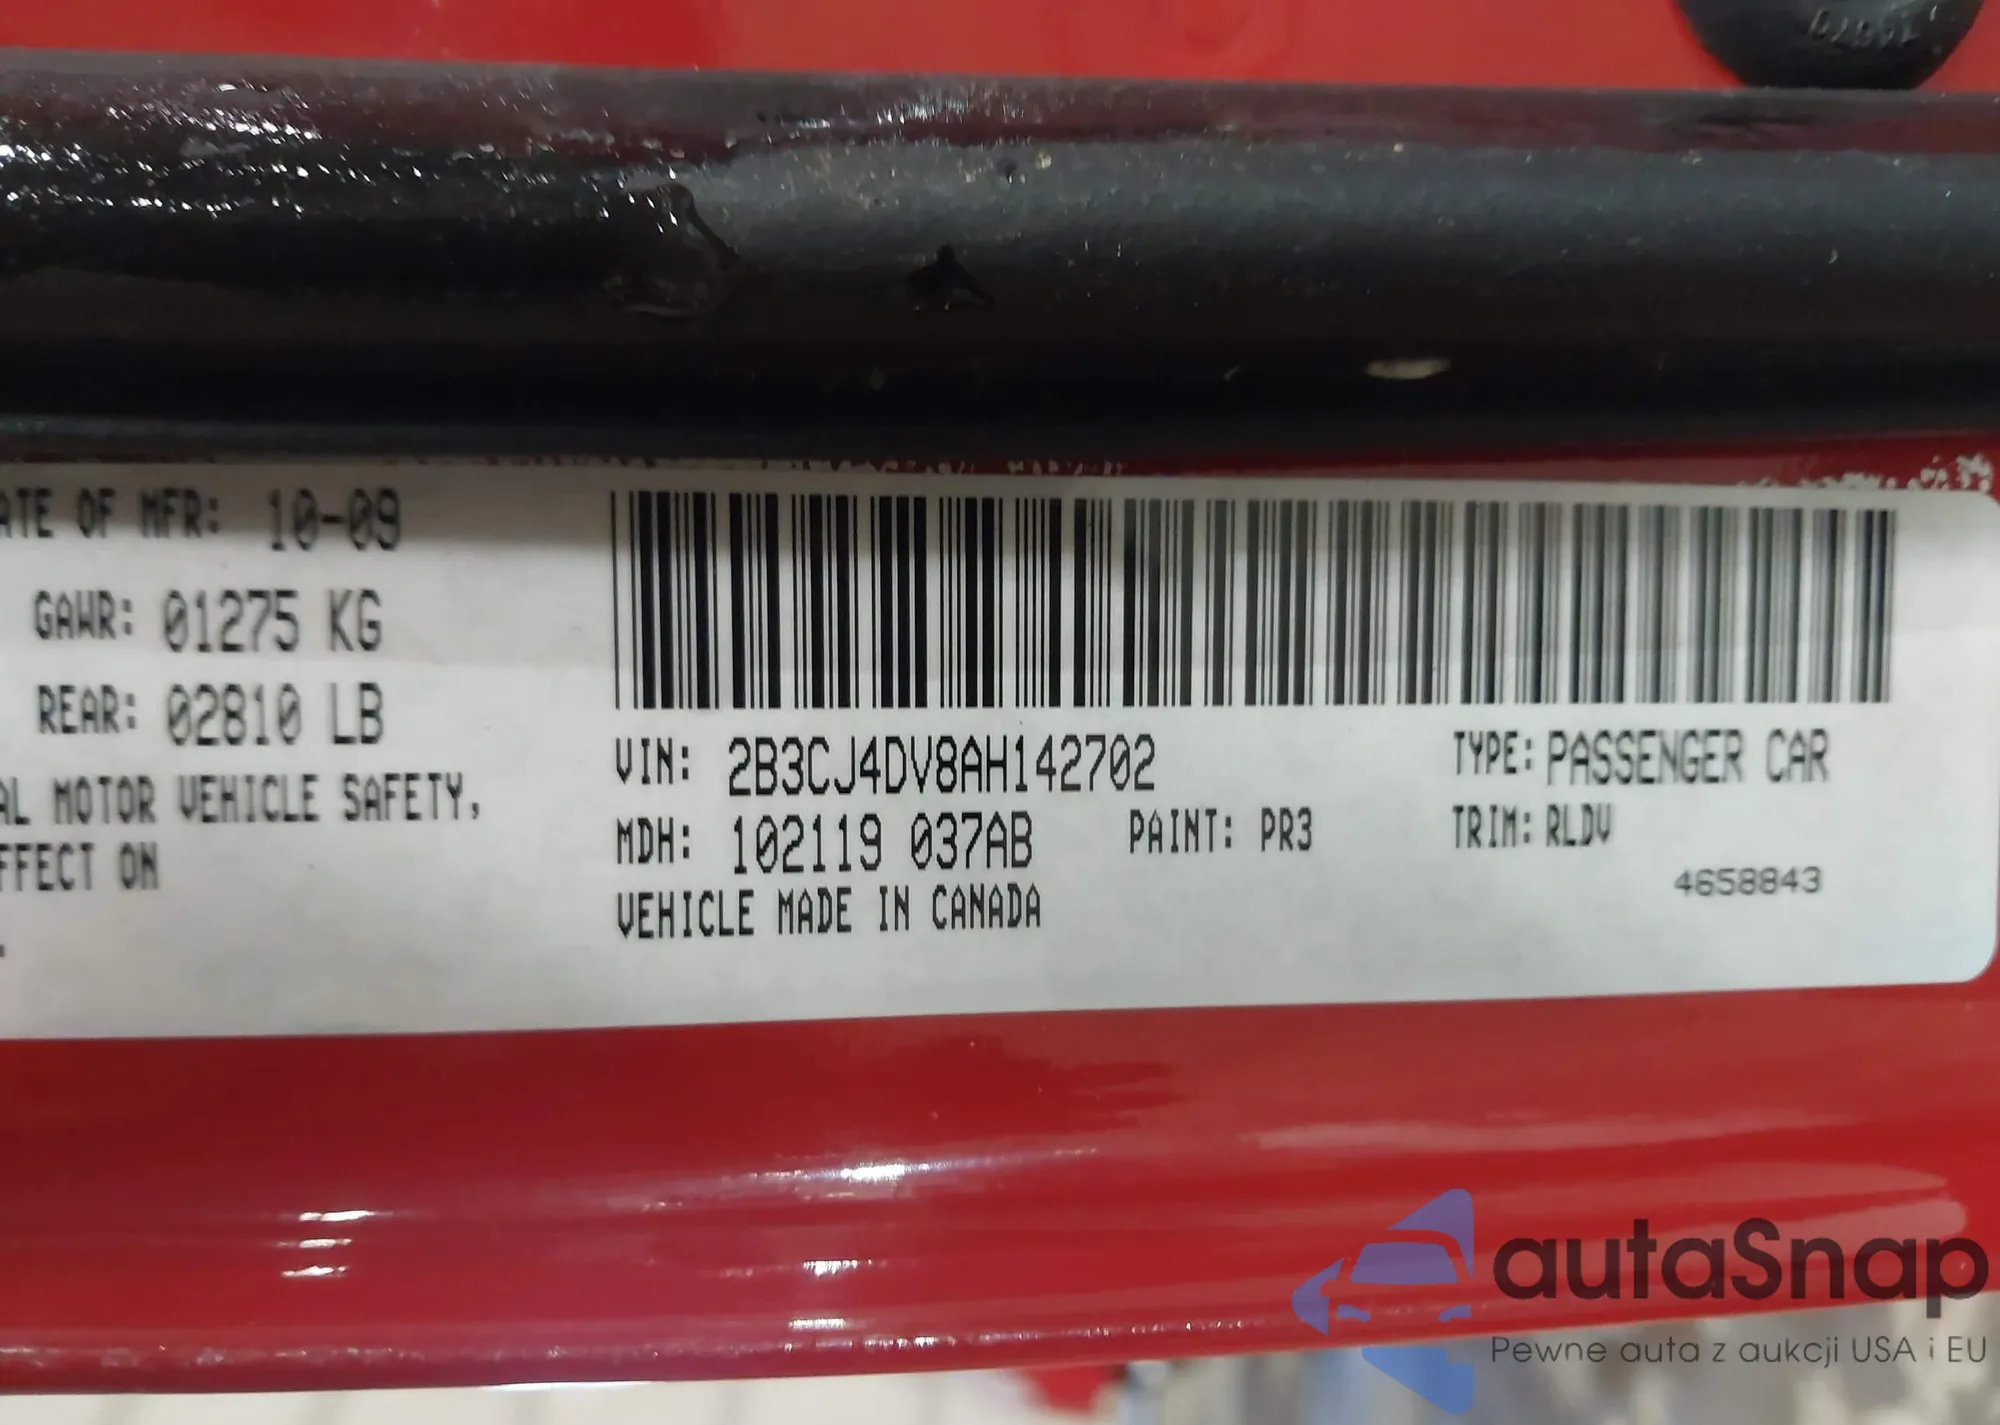 ATE OF MFR: 10-09
GAWR: 01275 KG
REAR: 02810 LB
AL MOTOR VEHICLE SAFETY,
FFECT ON
VIN: 2B3CJ4DV8AH142702
TYPE: PASSENGER CAR
MDH: 102119 037AB
PAINT: PR3
TRIM: RLDV
VEHICLE MADE IN CANADA
4658843
autaSnap
Pewne auta z aukcji USA i EU